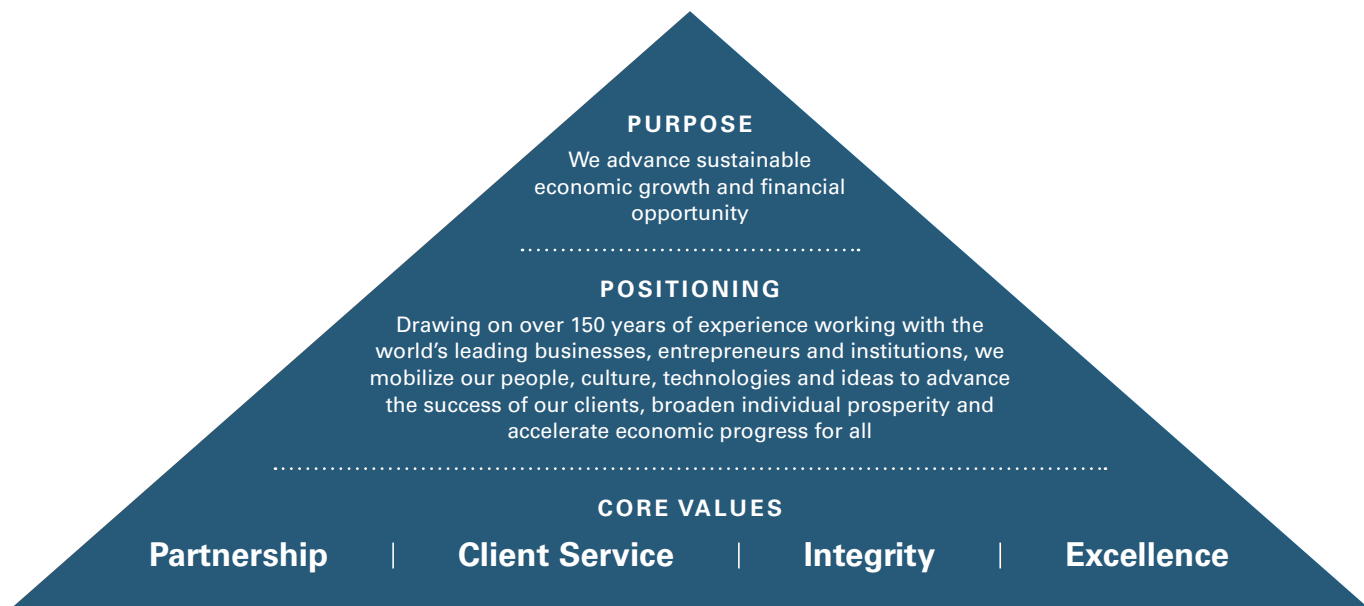 PURPOSE
We advance sustainable
economic growth and financial
opportunity
POSITIONING
Drawing on over 150 years of experience working with the
world’s leading businesses, entrepreneurs and institutions, we
mobilize our people, culture, technologies and ideas to advance
the success of our clients, broaden individual prosperity and
accelerate economic progress for all
CORE VALUES
Partnership | Client Service | Integrity | Excellence